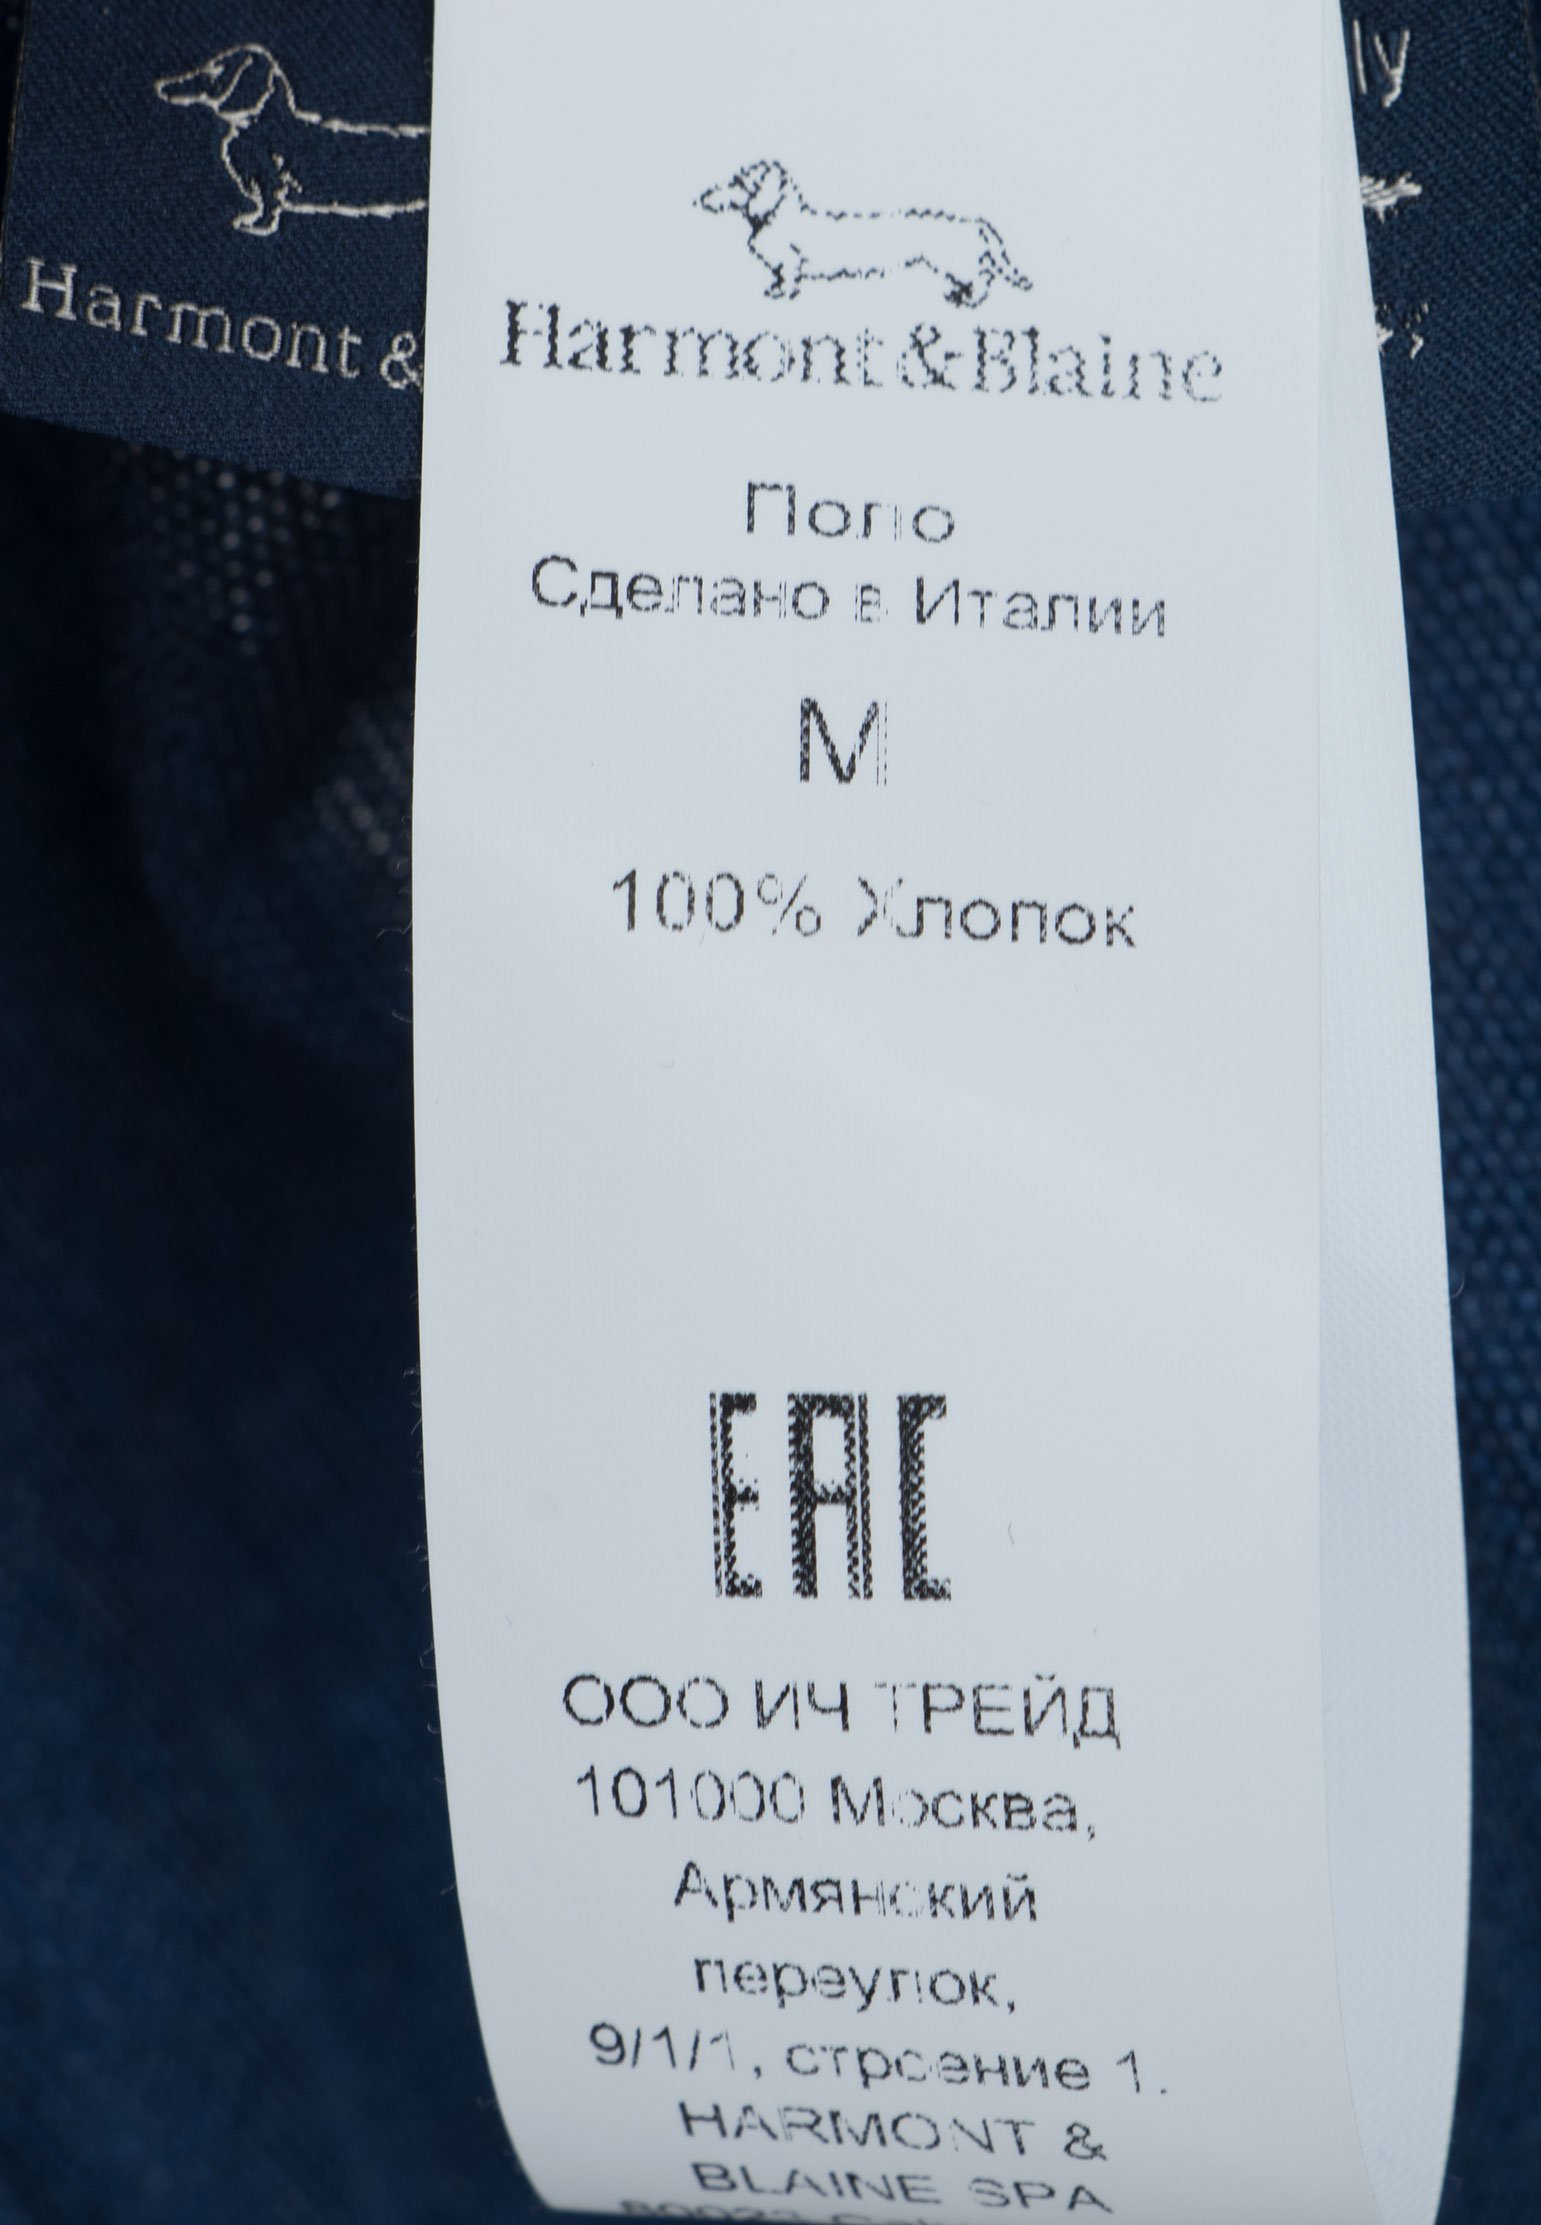 Harmont &
ly
Harmont&Blaine
Поло
Сделано в Италии
M
100% Хлопок
EAC
ООО ИЧ ТРЕЙД
101000 Москва,
Армянский
переулок,
9/1/1, строение 1.
HARMONT &
BLAINE SPA